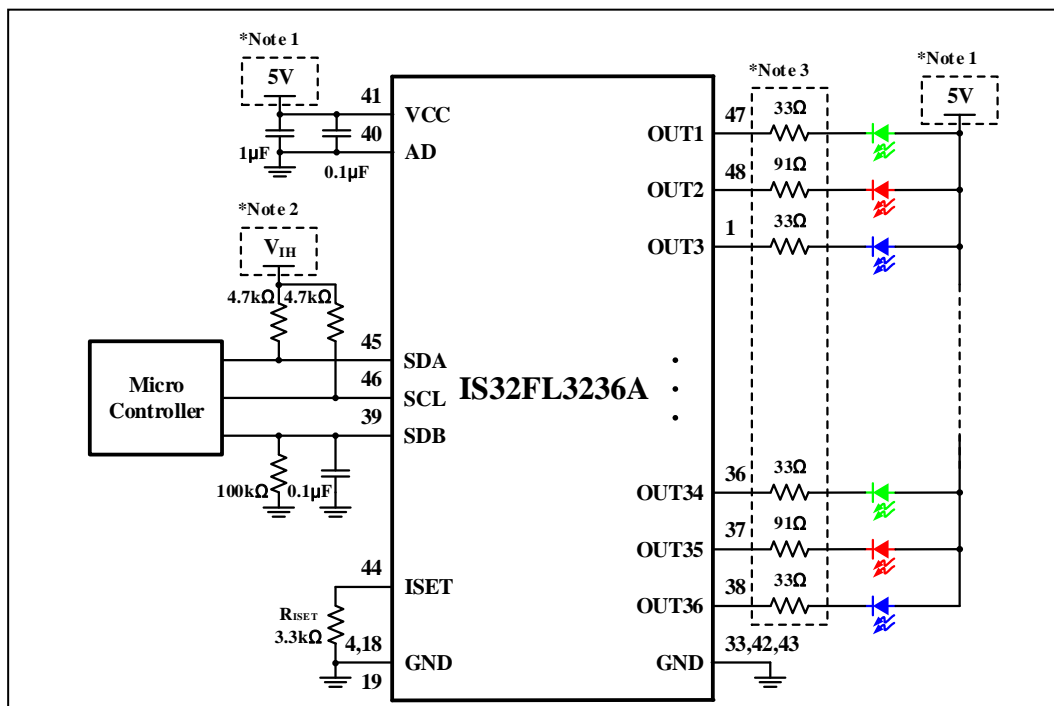 *Note 1
5V
41
VCC
40
AD
1μF
0.1μF
*Note 2
VIH
4.7kΩ
4.7kΩ
45
SDA
46
SCL
39
SDB
Micro
Controller
100kΩ
0.1μF
44
ISET
RISET
3.3kΩ
4,18
GND
19
IS32FL3236A
*Note 3
*Note 1
5V
47
33Ω
OUT1
48
91Ω
OUT2
1
33Ω
OUT3
36
33Ω
OUT34
37
91Ω
OUT35
38
33Ω
OUT36
33,42,43
GND